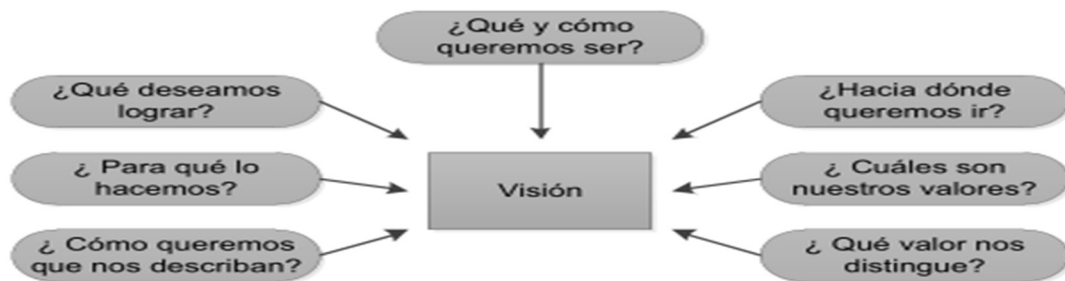 ¿Qué y cómo
queremos ser?
¿Qué deseamos
lograr?
¿Hacia dónde
queremos ir?
¿ Para qué lo
hacemos?
Visión
¿ Cuáles son
nuestros valores?
¿ Cómo queremos
que nos describan?
¿ Qué valor nos
distingue?